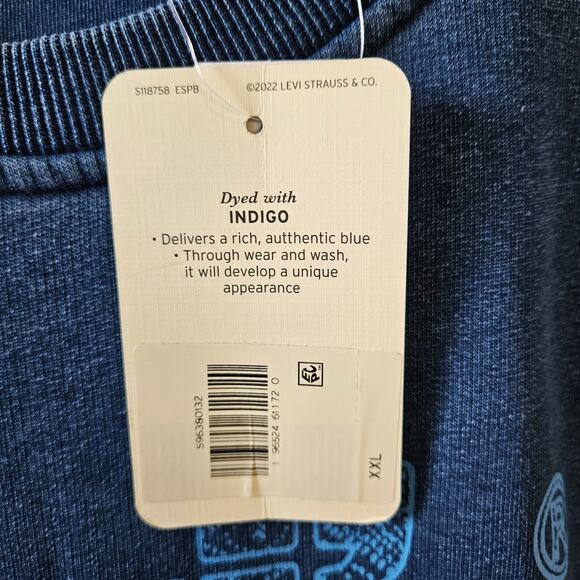 S118758 ESPB ©2022 LEVI STRAUSS & CO.
Dyed with
INDIGO
• Delivers a rich, autthentic blue
• Through wear and wash,
it will develop a unique
appearance
596380132
1 96524 61172 0
XXL